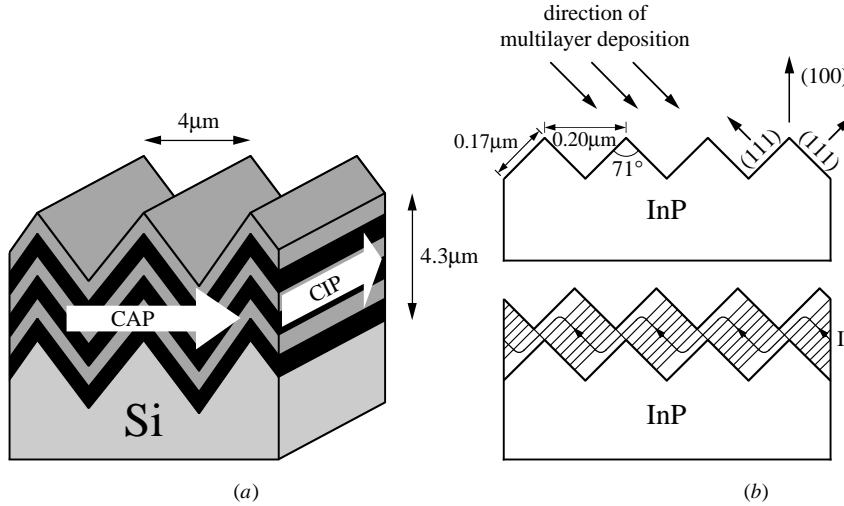 4μm
4.3μm
CAP
CIP
Si
(a)
direction of
multilayer deposition
(100)
0.17μm
0.20μm
71°
(111)
(111)
InP
I
InP
(b)